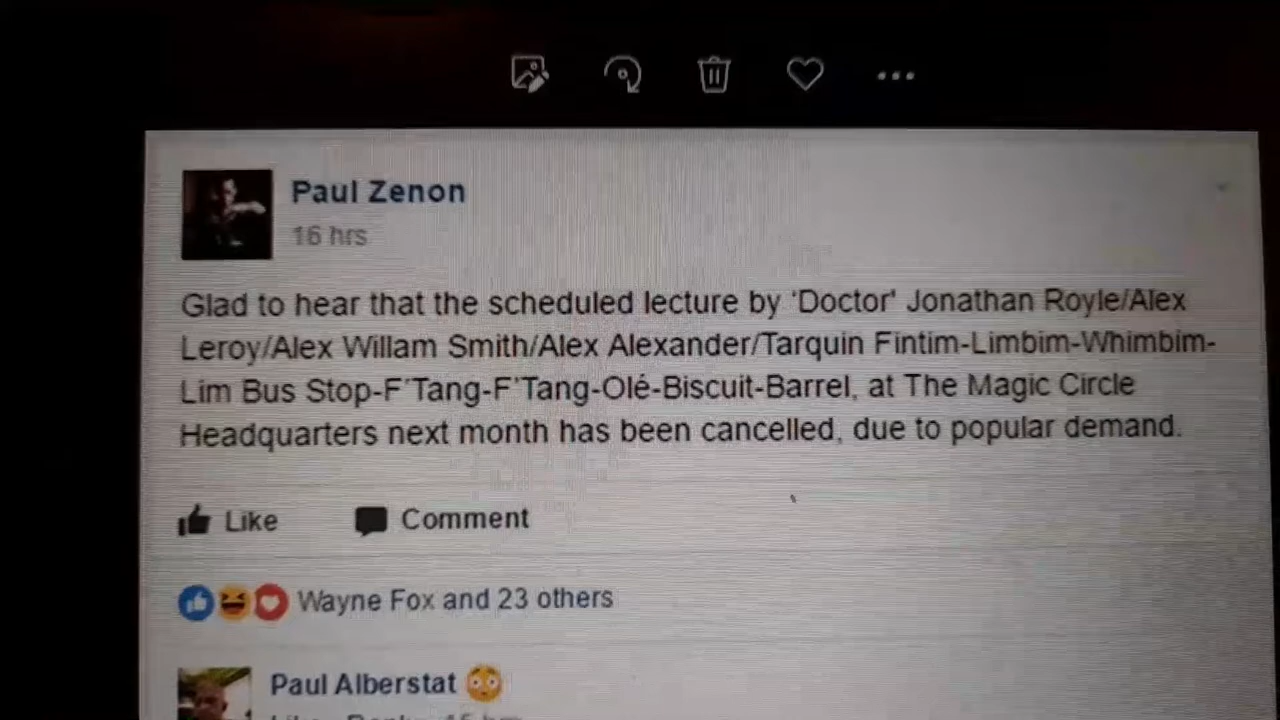 Paul Zenon
16 hrs
Glad to hear that the scheduled lecture by 'Doctor' Jonathan Royle/Alex
Leroy/Alex Willam Smith/Alex Alexander/Tarquin Fintim-Limbim-Whimbim-
Lim Bus Stop-F'Tang-F'Tang-Olé-Biscuit-Barrel, at The Magic Circle
Headquarters next month has been cancelled, due to popular demand.
Like Comment
Wayne Fox and 23 others
Paul Alberstat